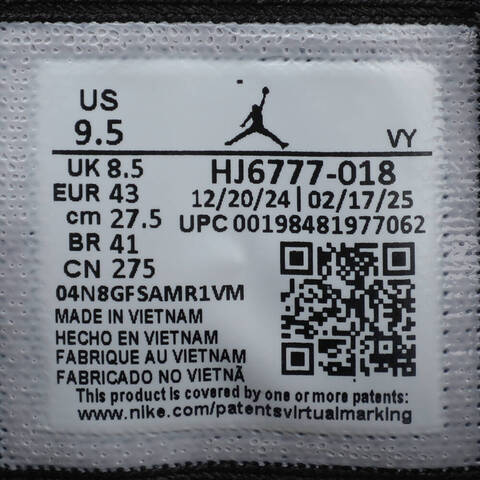 US
9.5
VY
UK 8.5
HJ6777-018
EUR 43
12/20/24 | 02/17/25
cm 27.5
UPC 00198481977062
BR 41
CN 275
04N8GFSAMR1VM
MADE IN VIETNAM
HECHO EN VIETNAM
FABRIQUE AU VIETNAM
FABRICADO NO VIETNÃ
This product is covered by one or more patents:
www.nike.com/patentsvirtualmarking